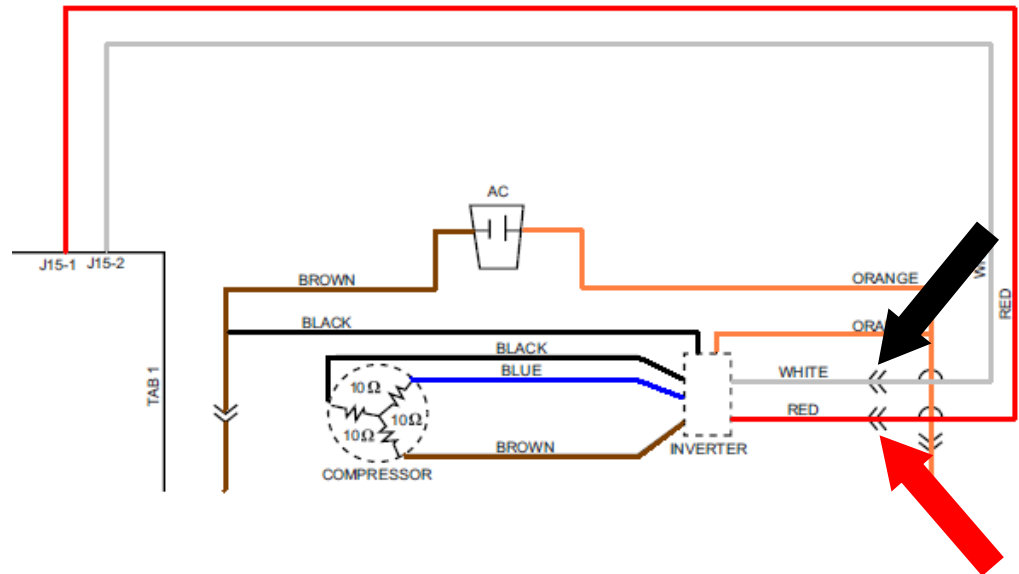 AC
J15-1 J15-2
BROWN
ORANGE
RED
BLACK
BLACK
WHITE
BLUE
10Ω
TAB 1
RED
10Ω
10Ω
BROWN
INVERTER
COMPRESSOR